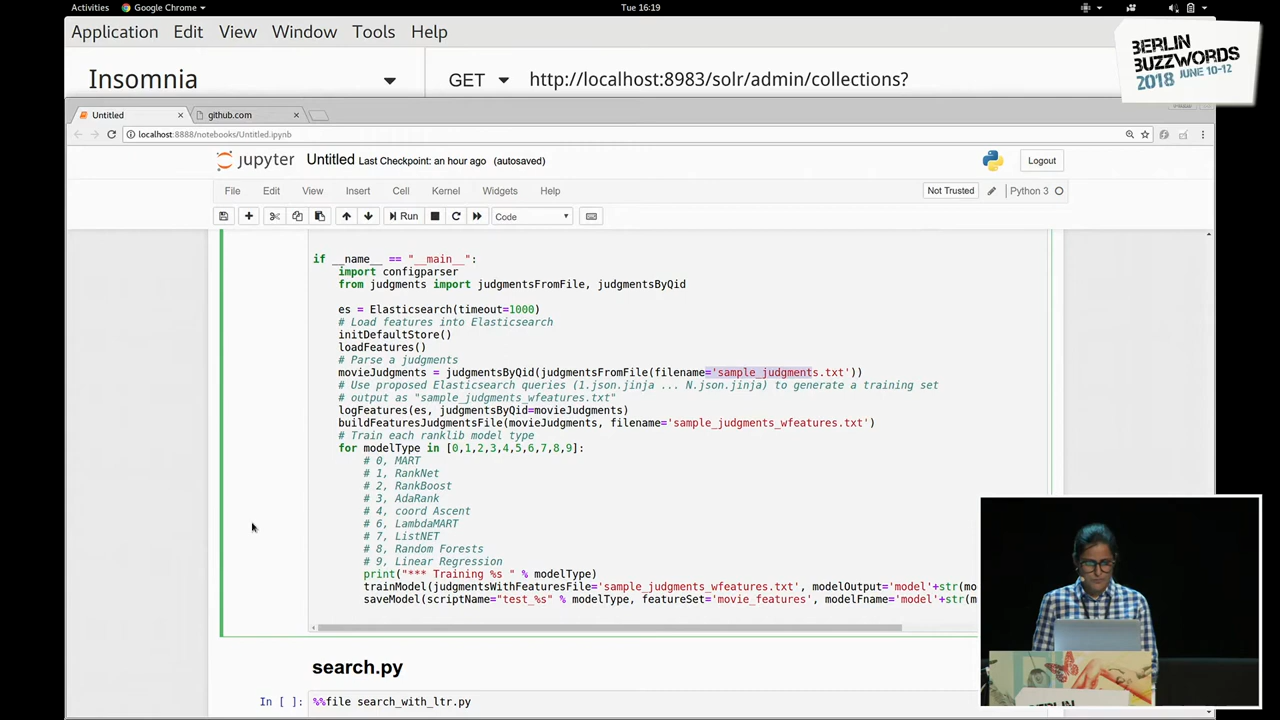 Activities
Google Chrome
Tue 16:19
Application Edit View Window Tools Help
BERLIN
BUZZWORDS
2018 JUNE 10-12
Insomnia
GET http://localhost:8983/solr/admin/collections?
Untitled
github.com
localhost:8888/notebooks/Untitled.ipynb
jupyter Untitled Last Checkpoint: an hour ago (autosaved)
Logout
File Edit View Insert Cell Kernel Widgets Help
Not Trusted
Python 3
Run
Code
if __name__ == "__main__":
import configparser
from judgments import judgmentsFromFile, judgmentsByQid
es = Elasticsearch(timeout=1000)
# Load features into Elasticsearch
initDefaultStore()
loadFeatures()
# Parse a judgments
movieJudgments = judgmentsByQid(judgmentsFromFile(filename='sample_judgments.txt'))
# Use proposed Elasticsearch queries (1.json.jinja ... N.json.jinja) to generate a training set
# output as "sample_judgments_wfeatures.txt"
logFeatures(es, judgmentsByQid=movieJudgments)
buildFeaturesJudgmentsFile(movieJudgments, filename='sample_judgments_wfeatures.txt')
# Train each ranklib model type
for modelType in [0,1,2,3,4,5,6,7,8,9]:
# 0, MART
# 1, RankNet
# 2, RankBoost
# 3, AdaRank
# 4, coord Ascent
# 6, LambdaMART
# 7, ListNET
# 8, Random Forests
# 9, Linear Regression
print("*** Training %s " % modelType)
trainModel(judgmentsWithFeaturesFile='sample_judgments_wfeatures.txt', modelOutput='model'+str(mo
saveModel(scriptName="test_%s" % modelType, featureSet='movie_features', modelFname='model'+str(m
search.py
In [ ]: %%file search_with_ltr.py
BERLIN